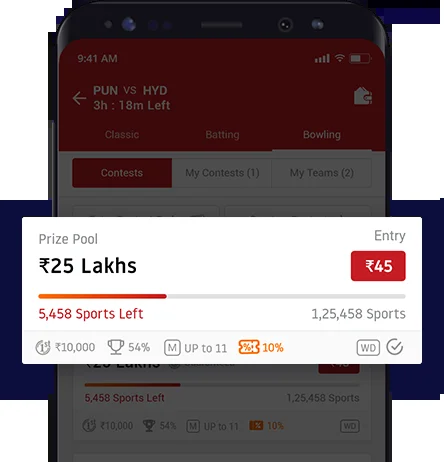 9:41 AM
PUN VS HYD
3h : 18m Left
Classic Batting Bowling
Contests My Contests (1) My Teams (2)
Prize Pool Entry
₹25 Lakhs ₹45
5,458 Sports Left 1,25,458 Sports
1st ₹10,000 54% M UP to 11 % 10% WD
₹25 Lakhs ₹45
5,458 Sports Left 1,25,458 Sports
₹10,000 54% M UP to 11 % 10% WD